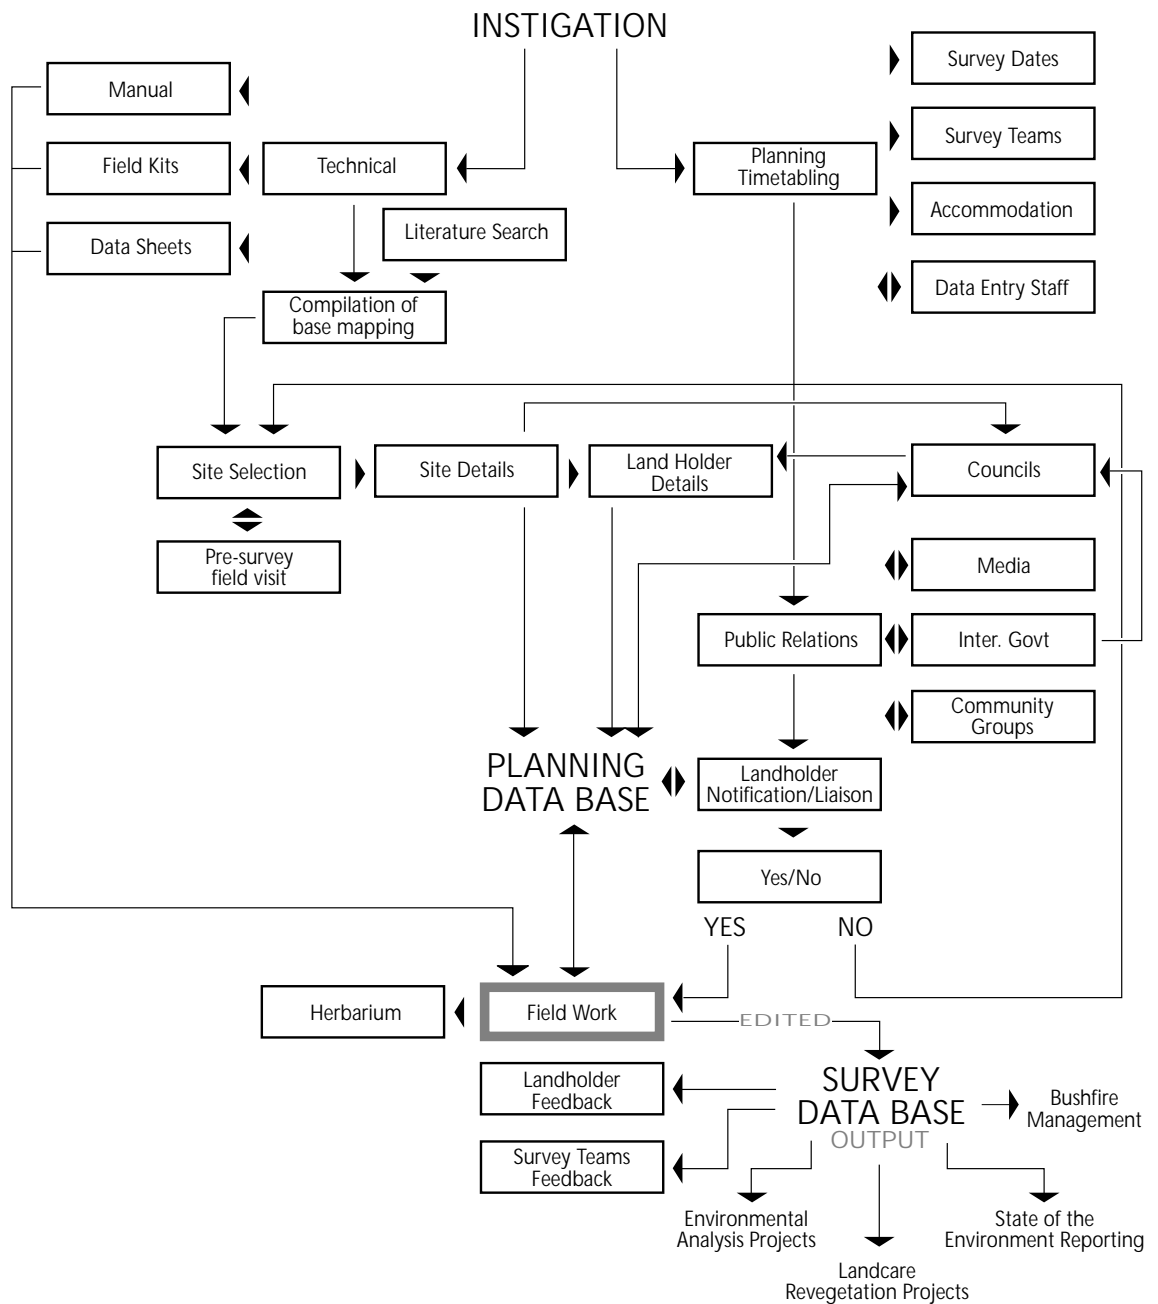 INSTIGATION
Survey Dates
Manual
Survey Teams
Field Kits
Technical
Planning
Timetabling
Accommodation
Literature Search
Data Sheets
Data Entry Staff
Compilation of
base mapping
Site Selection
Site Details
Land Holder
Details
Councils
Pre-survey
field visit
Media
Public Relations
Inter. Govt
Community
Groups
PLANNING
DATA BASE
Landholder
Notification/Liaison
Yes/No
YES
NO
Herbarium
Field Work
EDITED
Landholder
Feedback
SURVEY
DATA BASE
OUTPUT
Bushfire
Management
Survey Teams
Feedback
Environmental
Analysis Projects
State of the
Environment Reporting
Landcare
Revegetation Projects